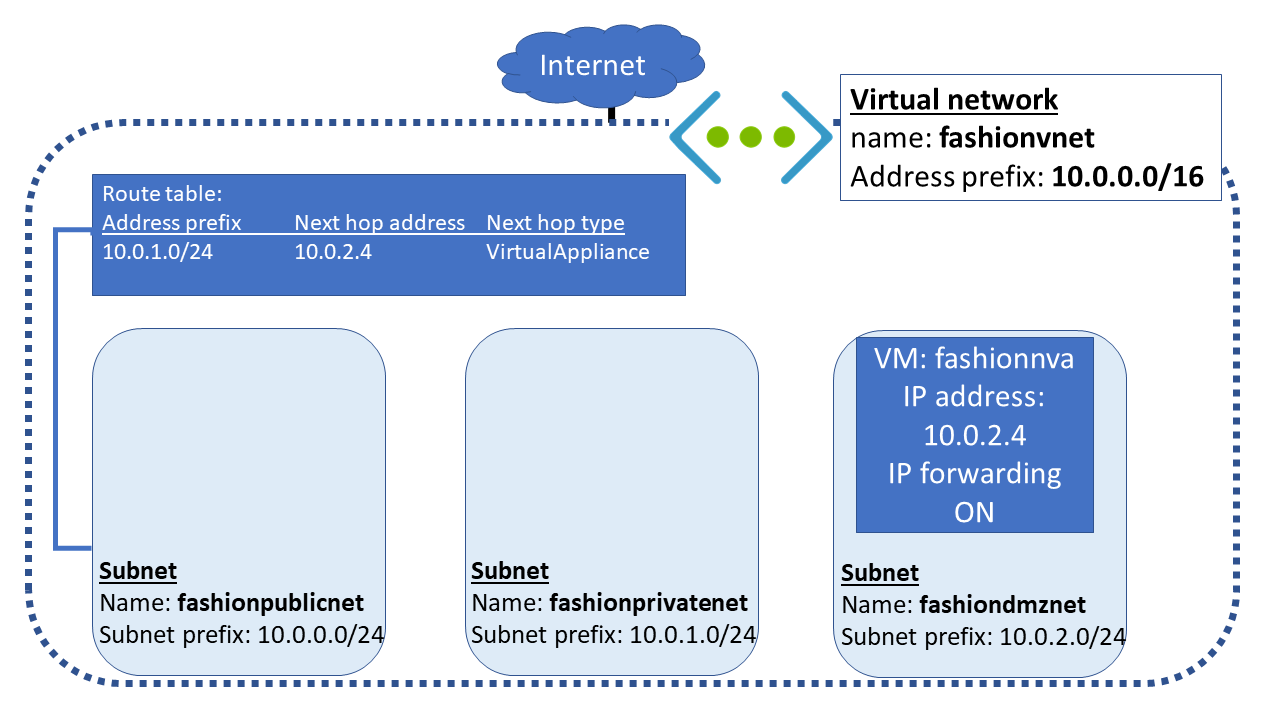 Internet
Virtual network
name: fashionvnet
Address prefix: 10.0.0.0/16
Route table:
Address prefix Next hop address Next hop type
10.0.1.0/24 10.0.2.4 VirtualAppliance
Subnet
Name: fashionpublicnet
Subnet prefix: 10.0.0.0/24
Subnet
Name: fashionprivatenet
Subnet prefix: 10.0.1.0/24
VM: fashionnva
IP address:
10.0.2.4
IP forwarding
ON
Subnet
Name: fashiondmznet
Subnet prefix: 10.0.2.0/24